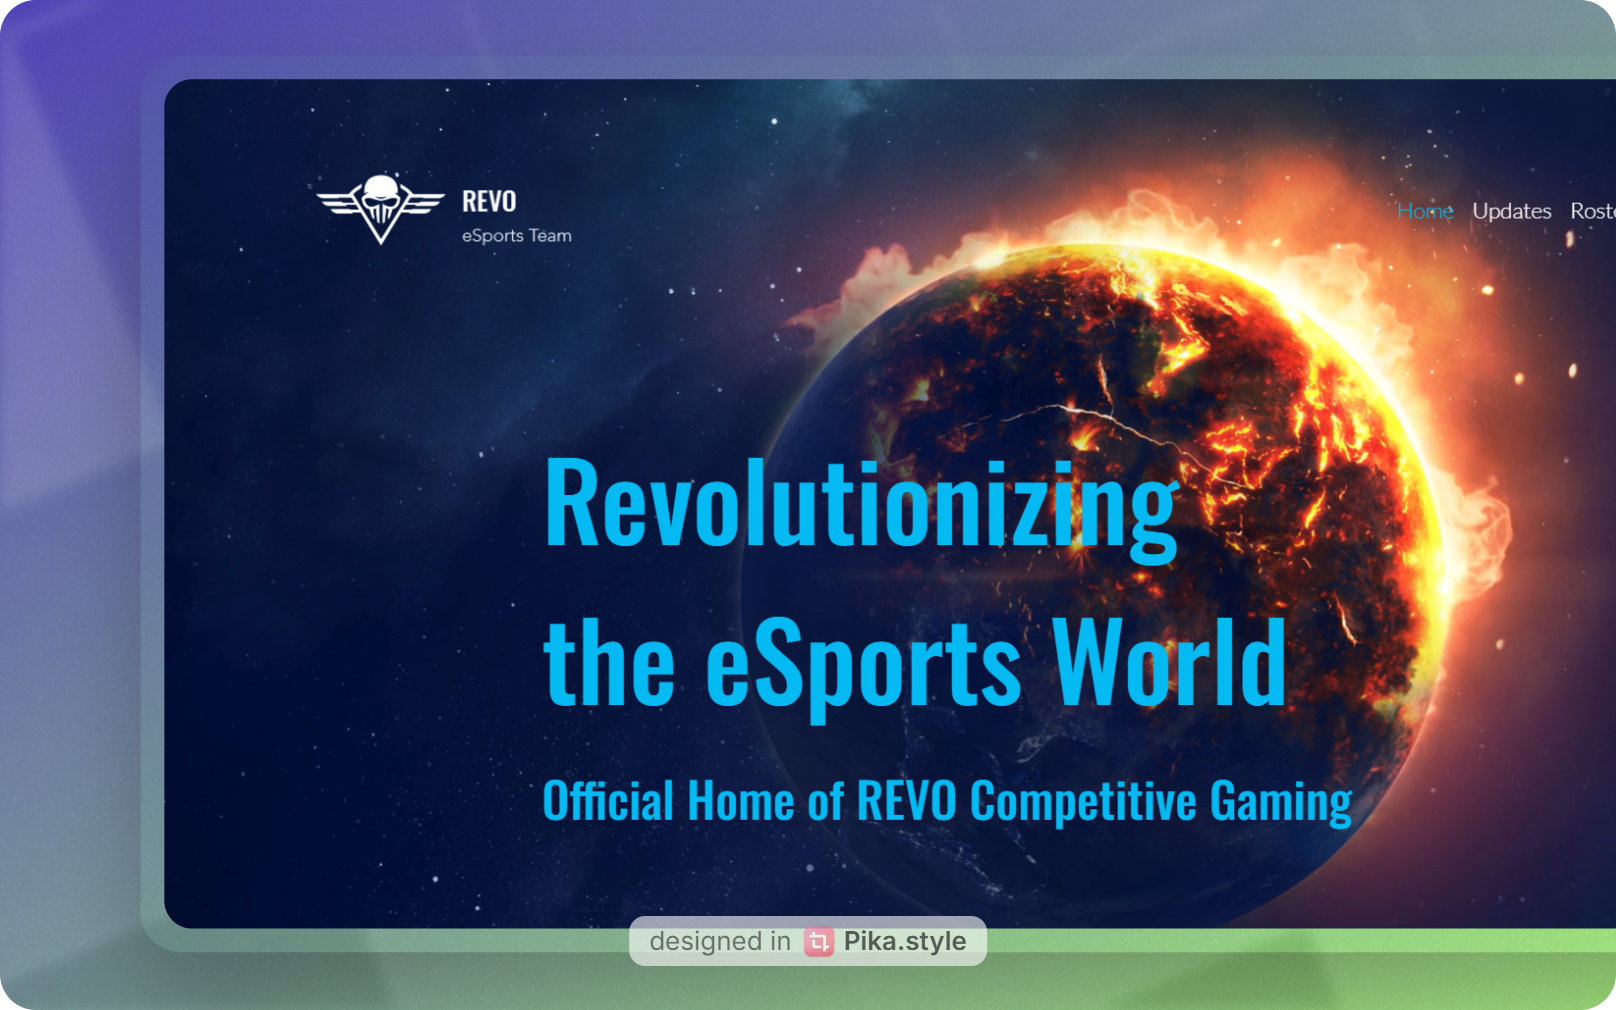 REVO
eSports Team
Home Updates
Revolutionizing
the eSports World
Official Home of REVO Competitive Gaming
designed in Pika.style